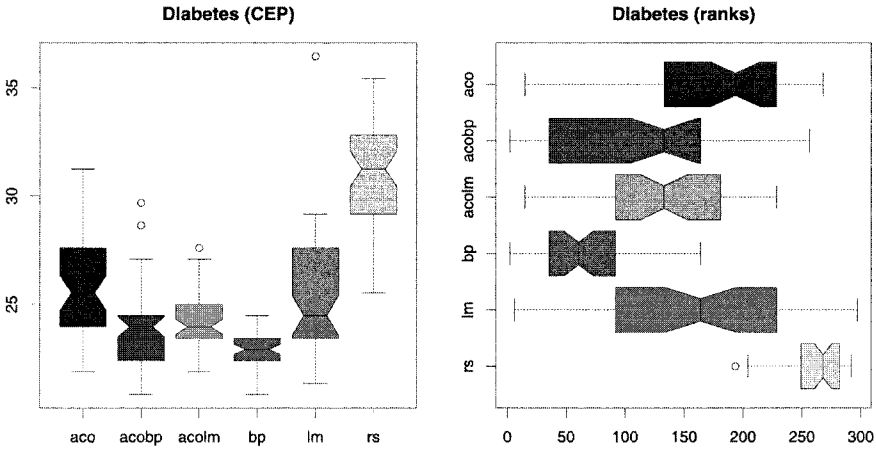 Diabetes (CEP)
35
30
25
aco acobp acolm bp lm rs
Diabetes (ranks)
aco
acobp
acolm
bp
lm
rs
0 50 100 150 200 250 300